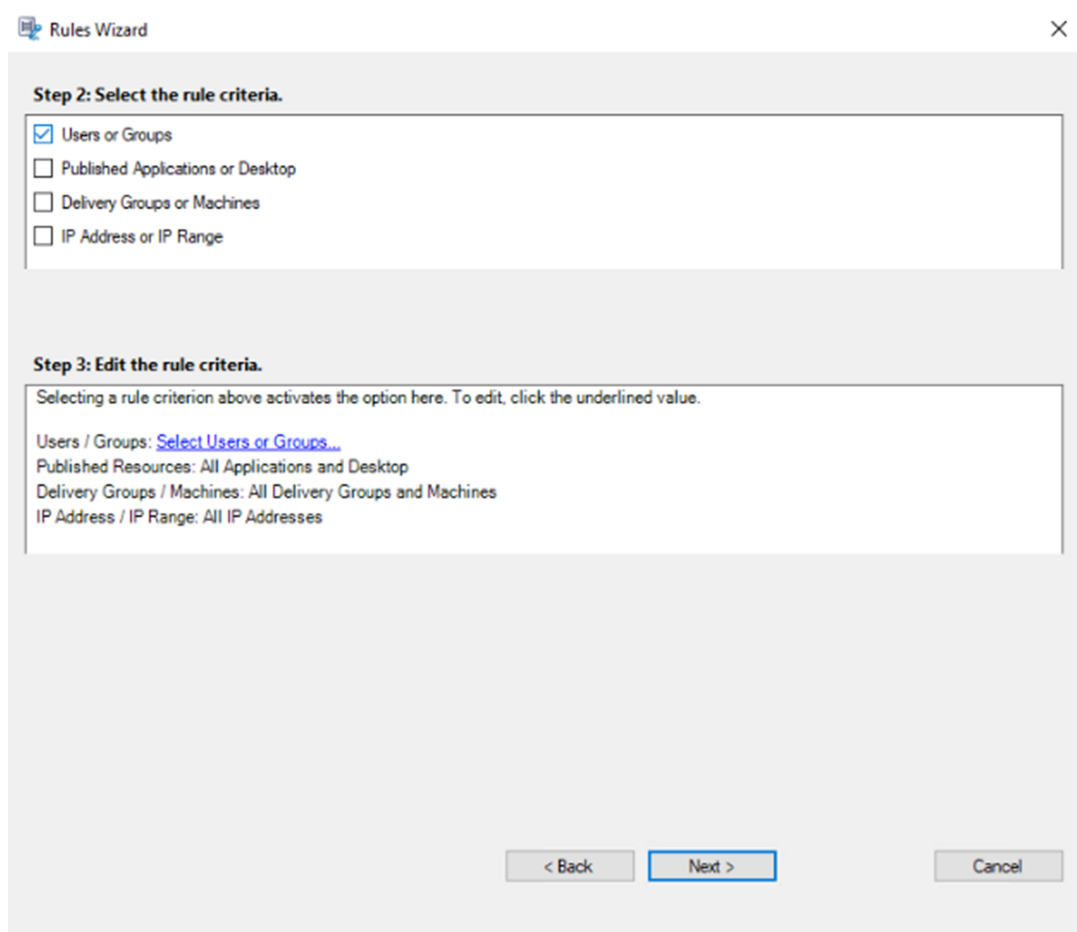 Rules Wizard
Step 2: Select the rule criteria.
Users or Groups
Published Applications or Desktop
Delivery Groups or Machines
IP Address or IP Range
Step 3: Edit the rule criteria.
Selecting a rule criterion above activates the option here. To edit, click the underlined value.
Users / Groups: Select Users or Groups...
Published Resources: All Applications and Desktop
Delivery Groups / Machines: All Delivery Groups and Machines
IP Address / IP Range: All IP Addresses
< Back
Next >
Cancel